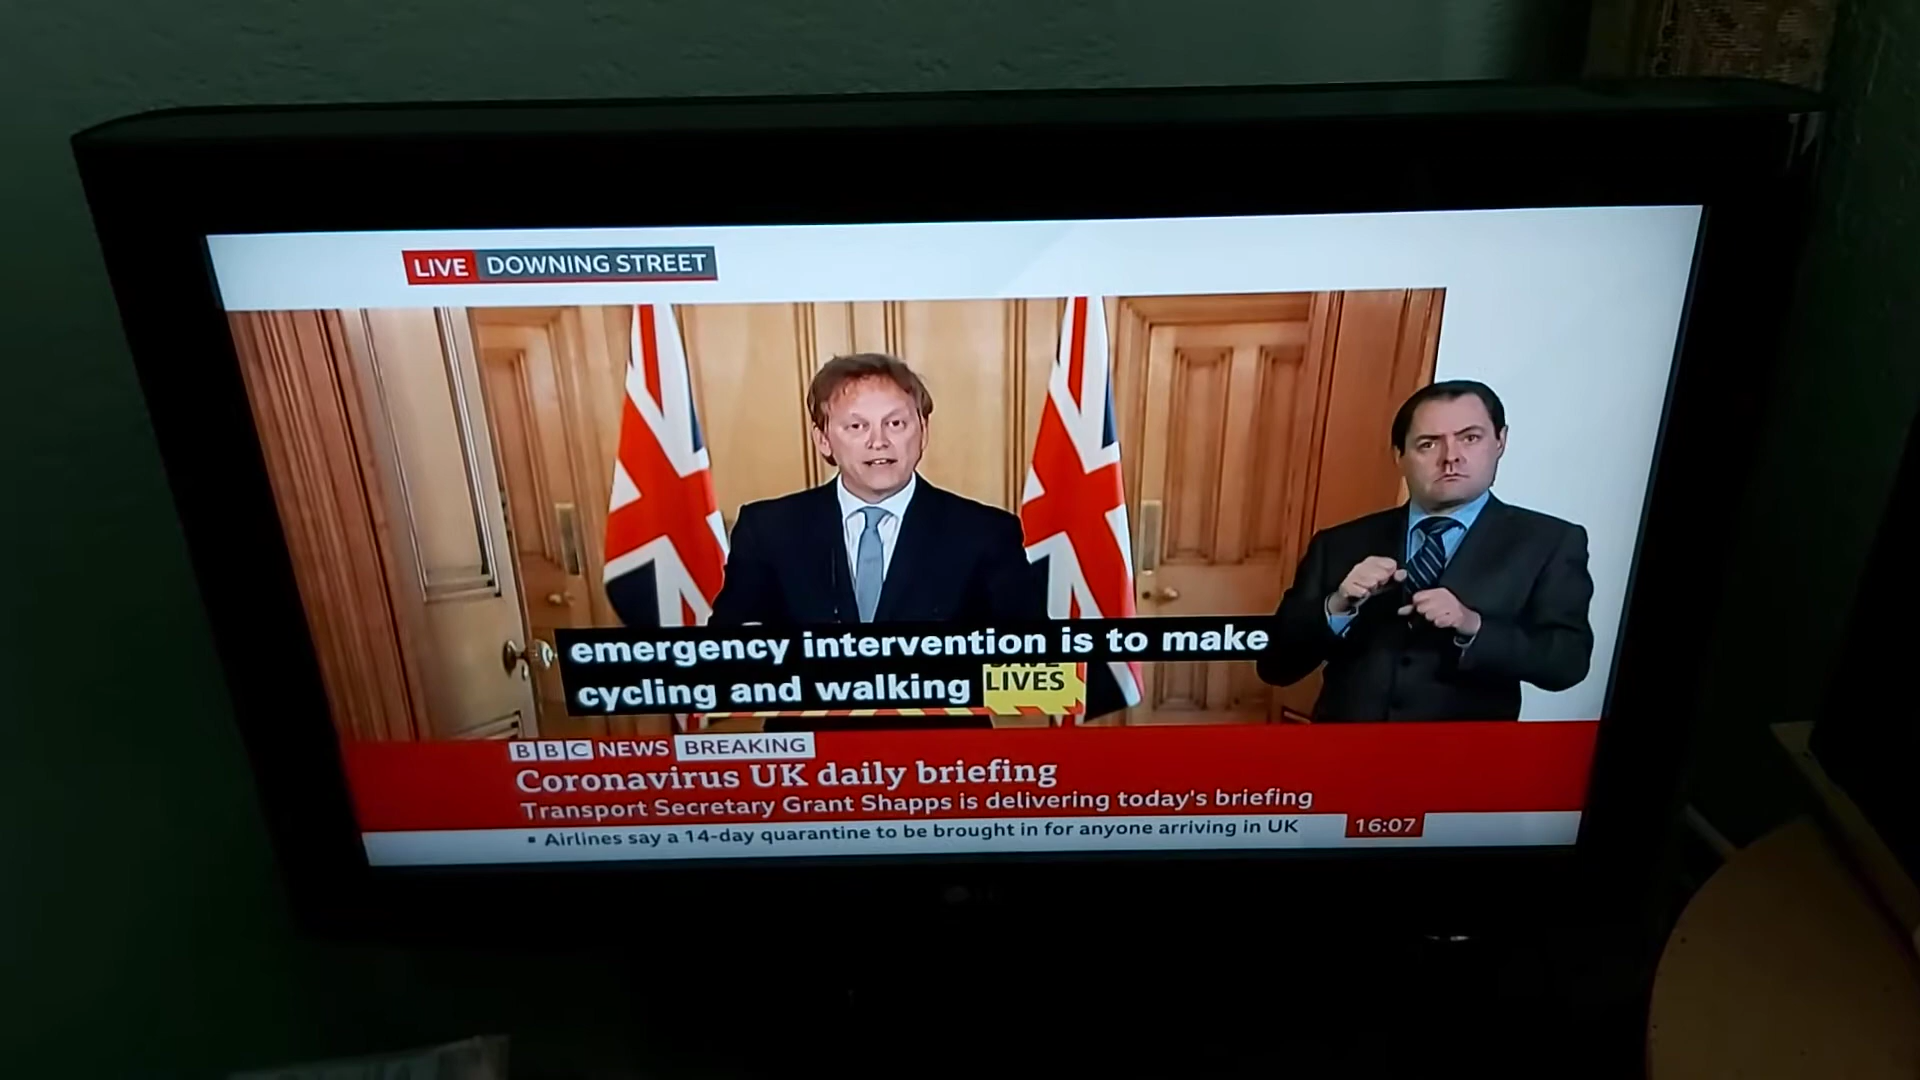 LIVE DOWNING STREET
emergency intervention is to make
cycling and walking
SAVE
LIVES
BBC NEWS BREAKING
Coronavirus UK daily briefing
Transport Secretary Grant Shapps is delivering today's briefing
▪ Airlines say a 14-day quarantine to be brought in for anyone arriving in UK 16:07
LG